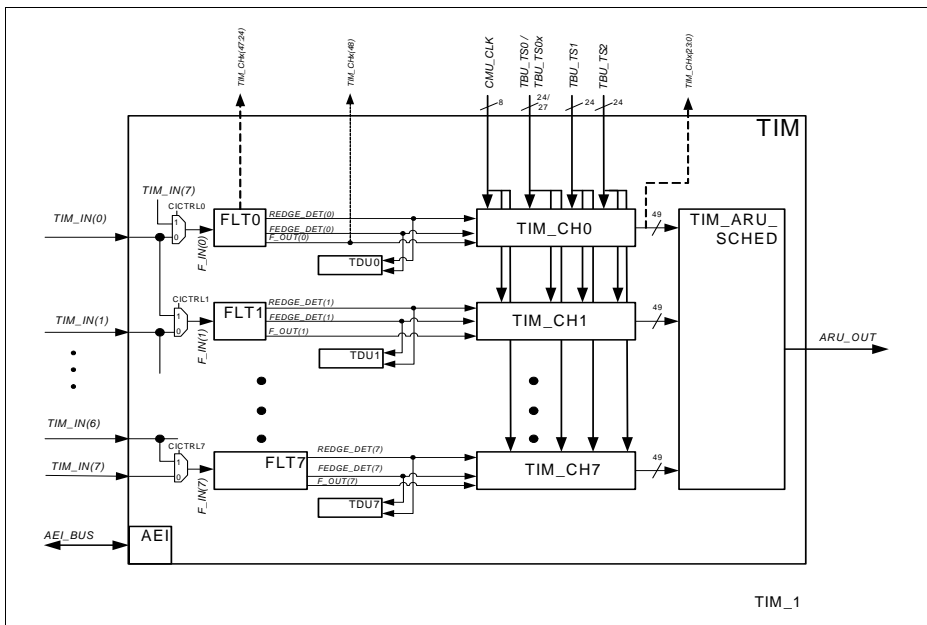 TIM_CHx(47:24)
TIM_CHx(48)
CMU_CLK
TBU_TS0 /
TBU_TS0x
TBU_TS1
TBU_TS2
TIM_CHx(23:0)
8
24/
27
24
24
TIM
TIM_IN(7)
CICTRL0
TIM_IN(0)
1
0
F_IN(0)
FLT0
REDGE_DET(0)
FEDGE_DET(0)
F_OUT(0)
TDU0
TIM_CH0
49
TIM_ARU_
SCHED
CICTRL1
TIM_IN(1)
1
0
F_IN(1)
FLT1
REDGE_DET(1)
FEDGE_DET(1)
F_OUT(1)
TDU1
TIM_CH1
49
ARU_OUT
TIM_IN(6)
CICTRL7
TIM_IN(7)
1
0
F_IN(7)
FLT7
REDGE_DET(7)
FEDGE_DET(7)
F_OUT(7)
TDU7
TIM_CH7
49
AEI_BUS
AEI
TIM_1